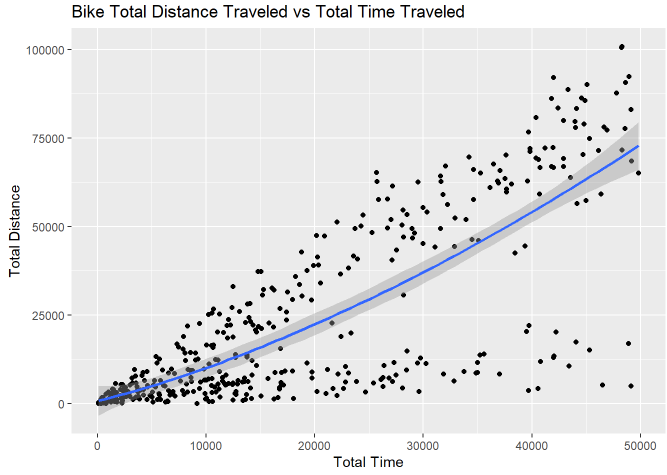 Bike Total Distance Traveled vs Total Time Traveled
100000
75000
50000
25000
0
Total Distance
0 10000 20000 30000 40000 50000
Total Time